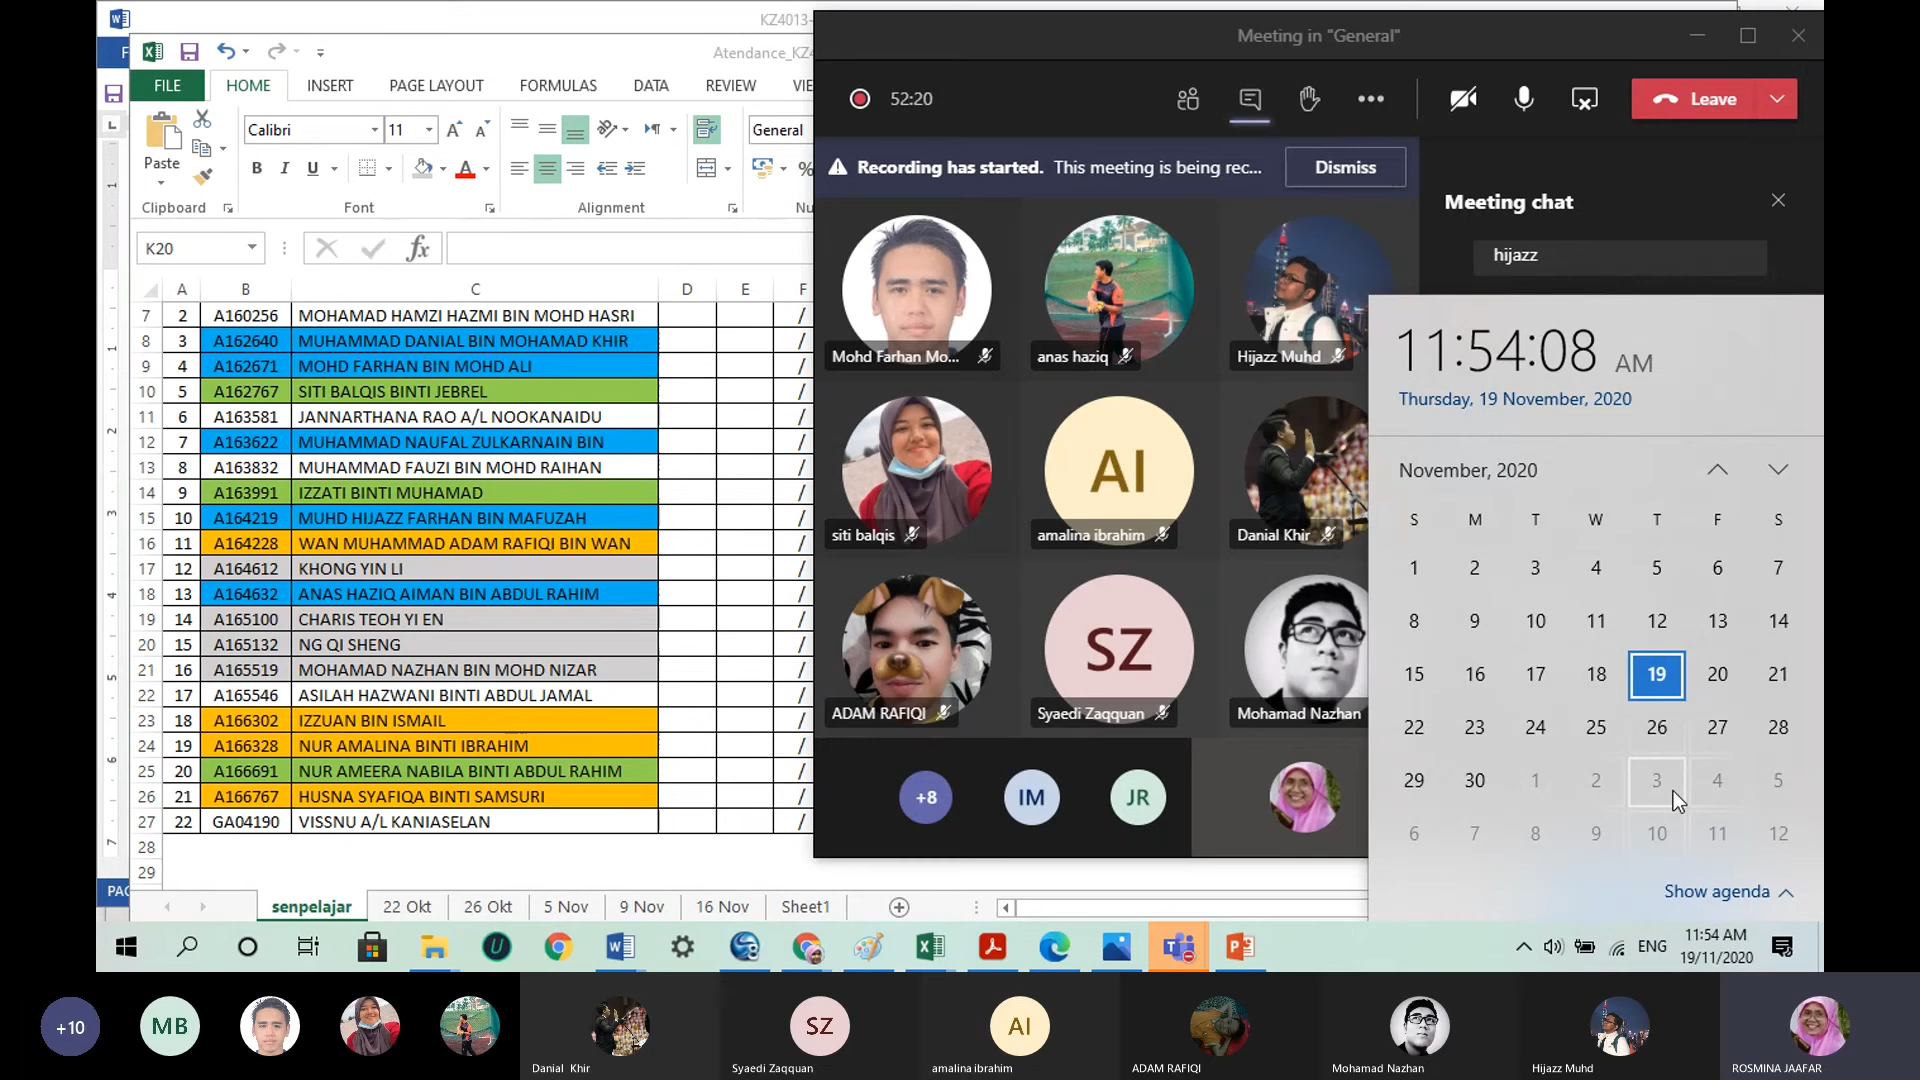 KZ4013-
Atendance_KZ4
FILE HOME INSERT PAGE LAYOUT FORMULAS DATA REVIEW VIE
Paste
Calibri 11
General
B I U
Clipboard Font Alignment Nu
K20
fx
A B C D E F
7 2 A160256 MOHAMAD HAMZI HAZMI BIN MOHD HASRI /
8 3 A162640 MUHAMMAD DANIAL BIN MOHAMAD KHIR /
9 4 A162671 MOHD FARHAN BIN MOHD ALI /
10 5 A162767 SITI BALQIS BINTI JEBREL /
11 6 A163581 JANNARTHANA RAO A/L NOOKANAIDU /
12 7 A163622 MUHAMMAD NAUFAL ZULKARNAIN BIN /
13 8 A163832 MUHAMMAD FAUZI BIN MOHD RAIHAN /
14 9 A163991 IZZATI BINTI MUHAMAD /
15 10 A164219 MUHD HIJAZZ FARHAN BIN MAFUZAH /
16 11 A164228 WAN MUHAMMAD ADAM RAFIQI BIN WAN /
17 12 A164612 KHONG YIN LI /
18 13 A164632 ANAS HAZIQ AIMAN BIN ABDUL RAHIM /
19 14 A165100 CHARIS TEOH YI EN /
20 15 A165132 NG QI SHENG /
21 16 A165519 MOHAMAD NAZHAN BIN MOHD NIZAR /
22 17 A165546 ASILAH HAZWANI BINTI ABDUL JAMAL /
23 18 A166302 IZZUAN BIN ISMAIL /
24 19 A166328 NUR AMALINA BINTI IBRAHIM /
25 20 A166691 NUR AMEERA NABILA BINTI ABDUL RAHIM /
26 21 A166767 HUSNA SYAFIQA BINTI SAMSURI /
27 22 GA04190 VISSNU A/L KANIASELAN /
28
29
PAG
senpelajar 22 Okt 26 Okt 5 Nov 9 Nov 16 Nov Sheet1
Meeting in "General"
52:20
Leave
Recording has started. This meeting is being rec...
Dismiss
Meeting chat
hijazz
Mohd Farhan Mo...
anas haziq
Hijazz Muhd
siti balqis
AI
amalina ibrahim
Danial Khir
ADAM RAFIQI
SZ
Syaedi Zaqquan
Mohamad Nazhan
+8
IM
JR
11:54:08 AM
Thursday, 19 November, 2020
November, 2020
S M T W T F S
1 2 3 4 5 6 7
8 9 10 11 12 13 14
15 16 17 18 19 20 21
22 23 24 25 26 27 28
29 30 1 2 3 4 5
6 7 8 9 10 11 12
Show agenda
ENG
11:54 AM
19/11/2020
+10
MB
SZ
AI
Danial Khir
Syaedi Zaqquan
amalina ibrahim
ADAM RAFIQI
Mohamad Nazhan
Hijazz Muhd
ROSMINA JAAFAR